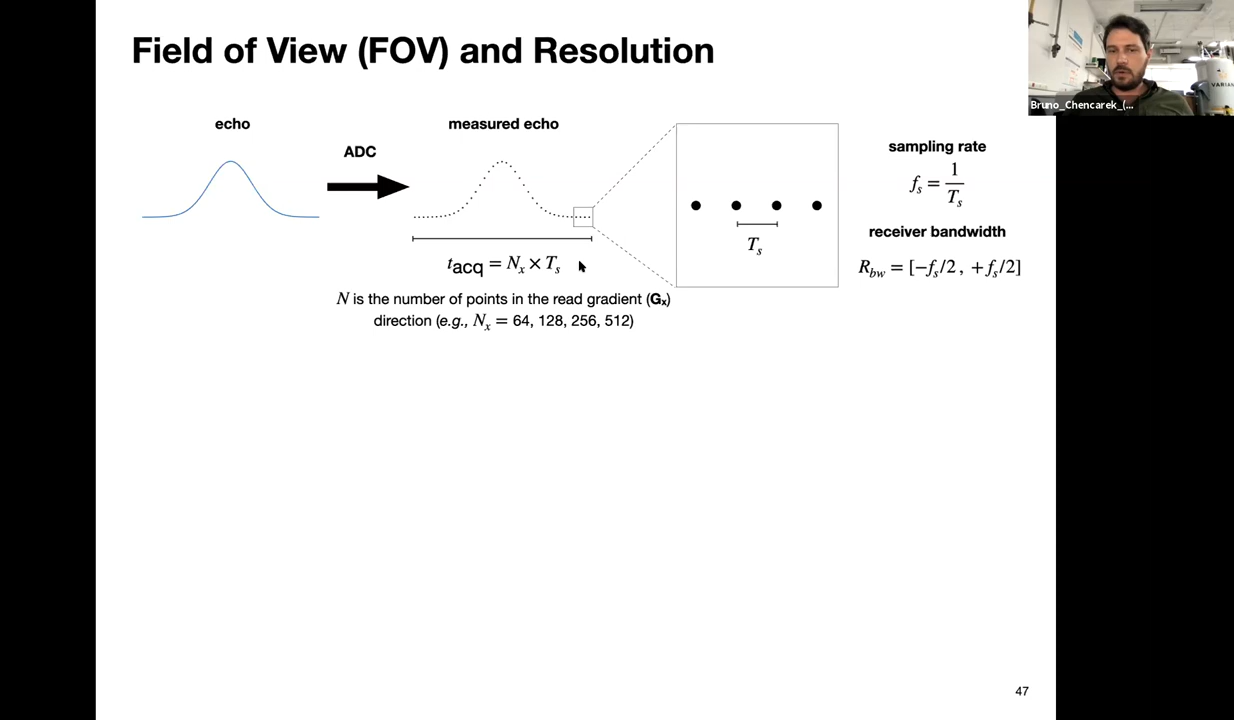 Field of View (FOV) and Resolution
VARIAN
Bruno_Chencarek_(...
echo
ADC
measured echo
t_acq = N_x × T_s
N is the number of points in the read gradient (G_x)
direction (e.g., N_x = 64, 128, 256, 512)
T_s
sampling rate
f_s = 1/T_s
receiver bandwidth
R_bw = [−f_s/2 , +f_s/2]
47